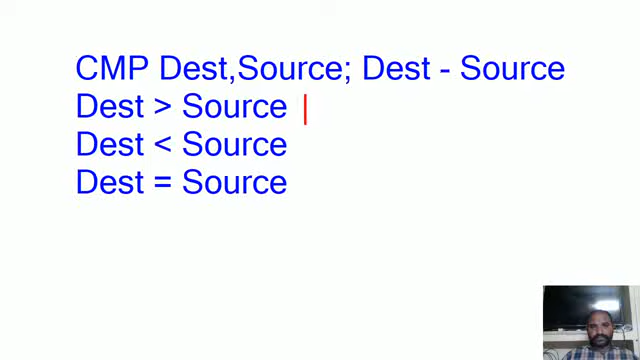 CMP Dest,Source; Dest - Source
Dest > Source |
Dest < Source
Dest = Source